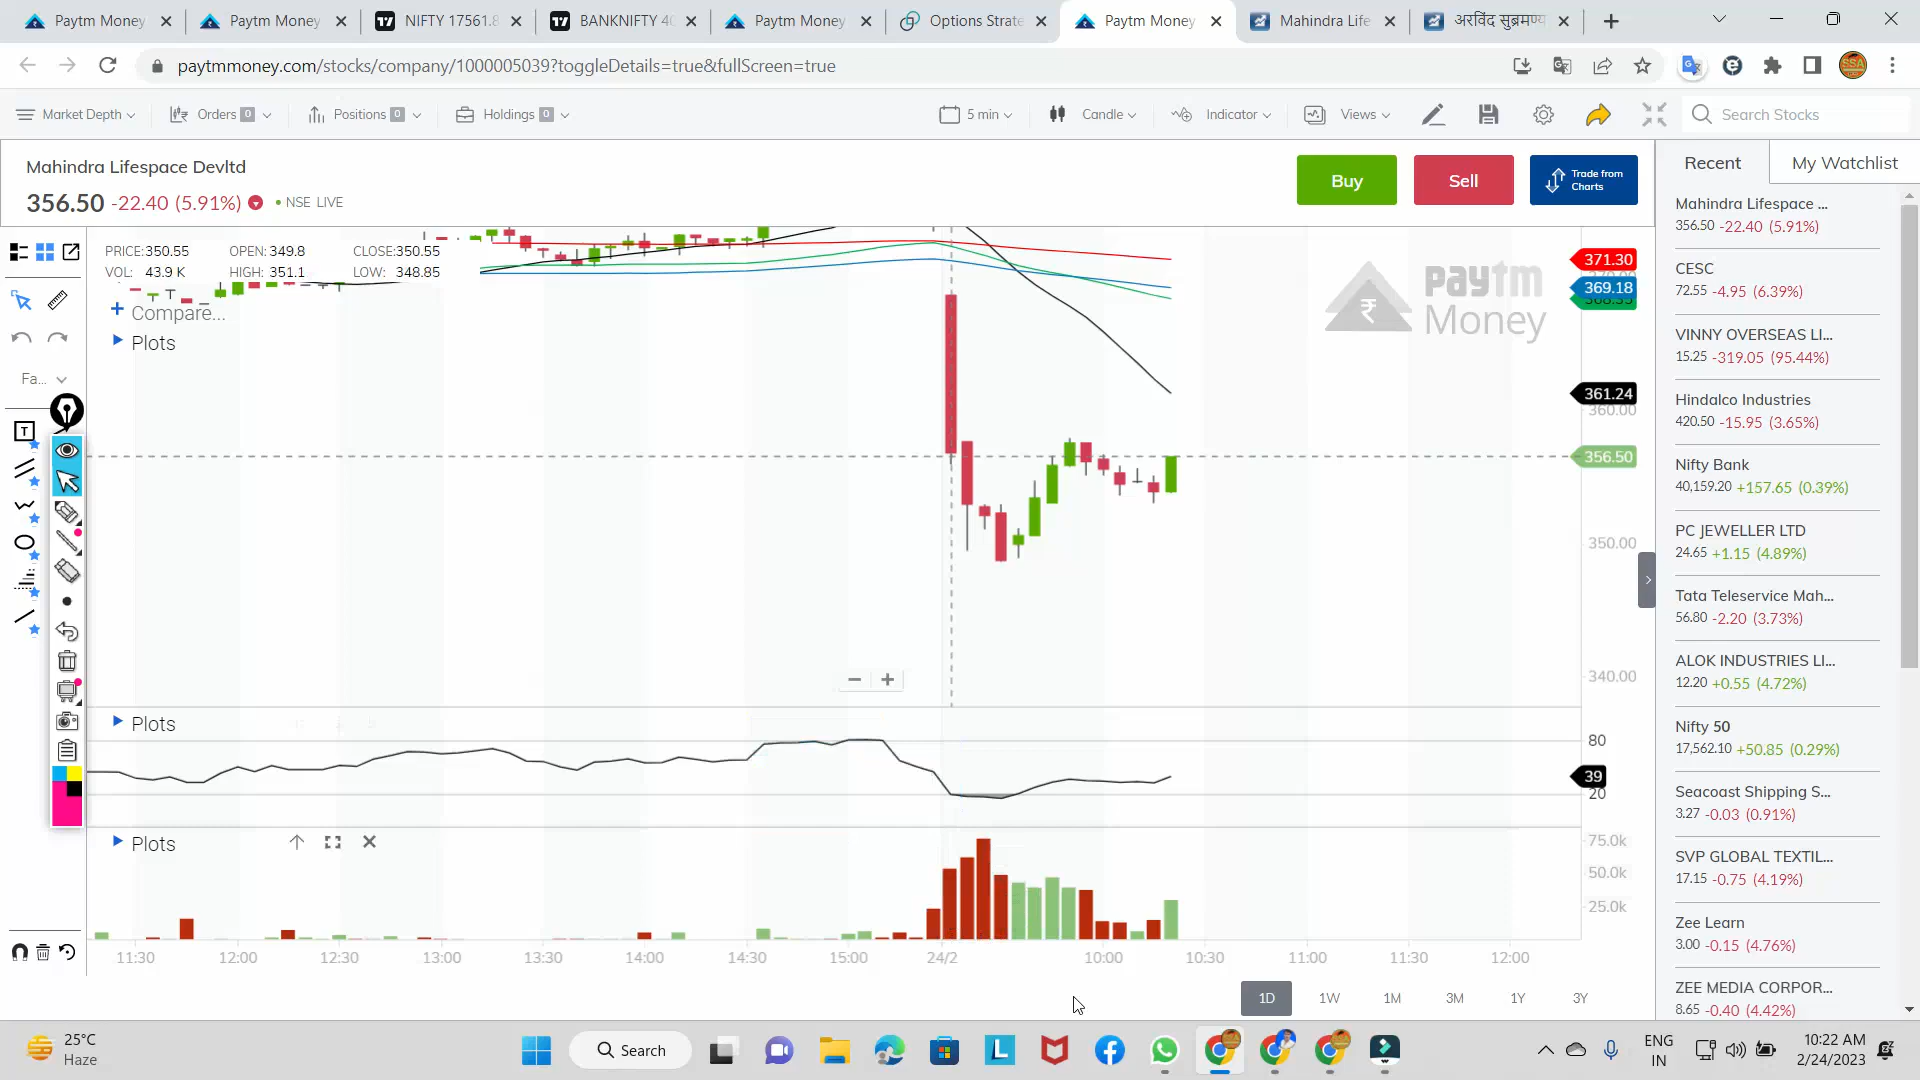 Paytm Money
Paytm Money
NIFTY 17561.8
BANKNIFTY 40
Paytm Money
Options Strate
Paytm Money
Mahindra Life
अरविंद सुब्रमण्य
paytmmoney.com/stocks/company/1000005039?toggleDetails=true&fullScreen=true
SSA
Market Depth
Orders 0
Positions 0
Holdings 0
5 min
Candle
Indicator
Views
Search Stocks
Mahindra Lifespace Devltd
356.50 -22.40 (5.91%) • NSE LIVE
Buy
Sell
Trade from Charts
Recent
My Watchlist
PRICE:350.55 OPEN: 349.8 CLOSE:350.55
VOL: 43.9 K HIGH: 351.1 LOW: 348.85
+ Compare...
Plots
Fa...
T
paytm
Money
₹
371.30
369.18
361.24
360.00
356.50
350.00
340.00
− +
Plots
80
39
20
Plots
75.0k
50.0k
25.0k
11:30 12:00 12:30 13:00 13:30 14:00 14:30 15:00 24/2 10:00 10:30 11:00 11:30 12:00
1D 1W 1M 3M 1Y 3Y
Mahindra Lifespace ...
356.50 -22.40 (5.91%)
CESC
72.55 -4.95 (6.39%)
VINNY OVERSEAS LI...
15.25 -319.05 (95.44%)
Hindalco Industries
420.50 -15.95 (3.65%)
Nifty Bank
40,159.20 +157.65 (0.39%)
PC JEWELLER LTD
24.65 +1.15 (4.89%)
Tata Teleservice Mah...
56.80 -2.20 (3.73%)
ALOK INDUSTRIES LI...
12.20 +0.55 (4.72%)
Nifty 50
17,562.10 +50.85 (0.29%)
Seacoast Shipping S...
3.27 -0.03 (0.91%)
SVP GLOBAL TEXTIL...
17.15 -0.75 (4.19%)
Zee Learn
3.00 -0.15 (4.76%)
ZEE MEDIA CORPOR...
8.65 -0.40 (4.42%)
25°C
Haze
Search
L
ENG
IN
10:22 AM
2/24/2023